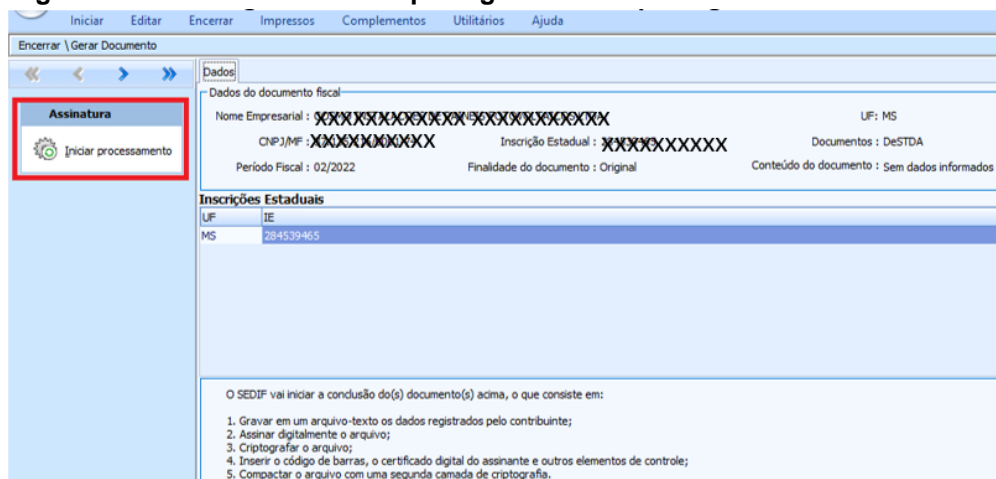 Iniciar Editar Encerrar Impressos Complementos Utilitários Ajuda
Encerrar \ Gerar Documento
Dados
Assinatura
Iniciar processamento
Dados do documento fiscal
Nome Empresarial : UF: MS
CNPJ/MF : Inscrição Estadual : Documentos : DeSTDA
Período Fiscal : 02/2022 Finalidade do documento : Original Conteúdo do documento : Sem dados informados
Inscrições Estaduais
UF IE
MS 284539465
O SEDIF vai iniciar a conclusão do(s) documento(s) acima, o que consiste em:
1. Gravar em um arquivo-texto os dados registrados pelo contribuinte;
2. Assinar digitalmente o arquivo;
3. Criptografar o arquivo;
4. Inserir o código de barras, o certificado digital do assinante e outros elementos de controle;
5. Compactar o arquivo com uma segunda camada de criptografia.